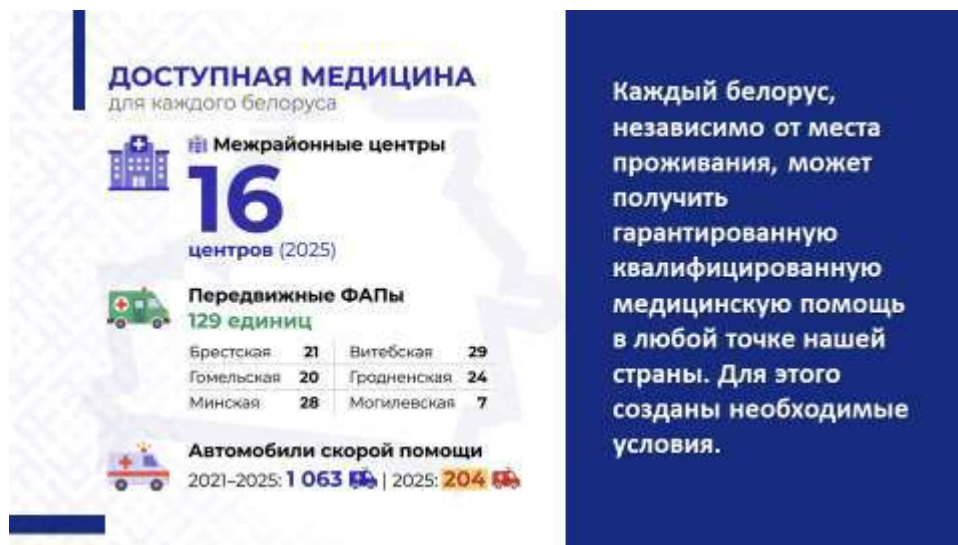 ДОСТУПНАЯ МЕДИЦИНА
для каждого белоруса
Межрайонные центры
16
центров (2025)
Передвижные ФАПы
129 единиц
Брестская 21 Витебская 29
Гомельская 20 Гродненская 24
Минская 28 Могилевская 7
Автомобили скорой помощи
2021–2025: 1 063 | 2025: 204
Каждый белорус,
независимо от места
проживания, может
получить
гарантированную
квалифицированную
медицинскую помощь
в любой точке нашей
страны. Для этого
созданы необходимые
условия.